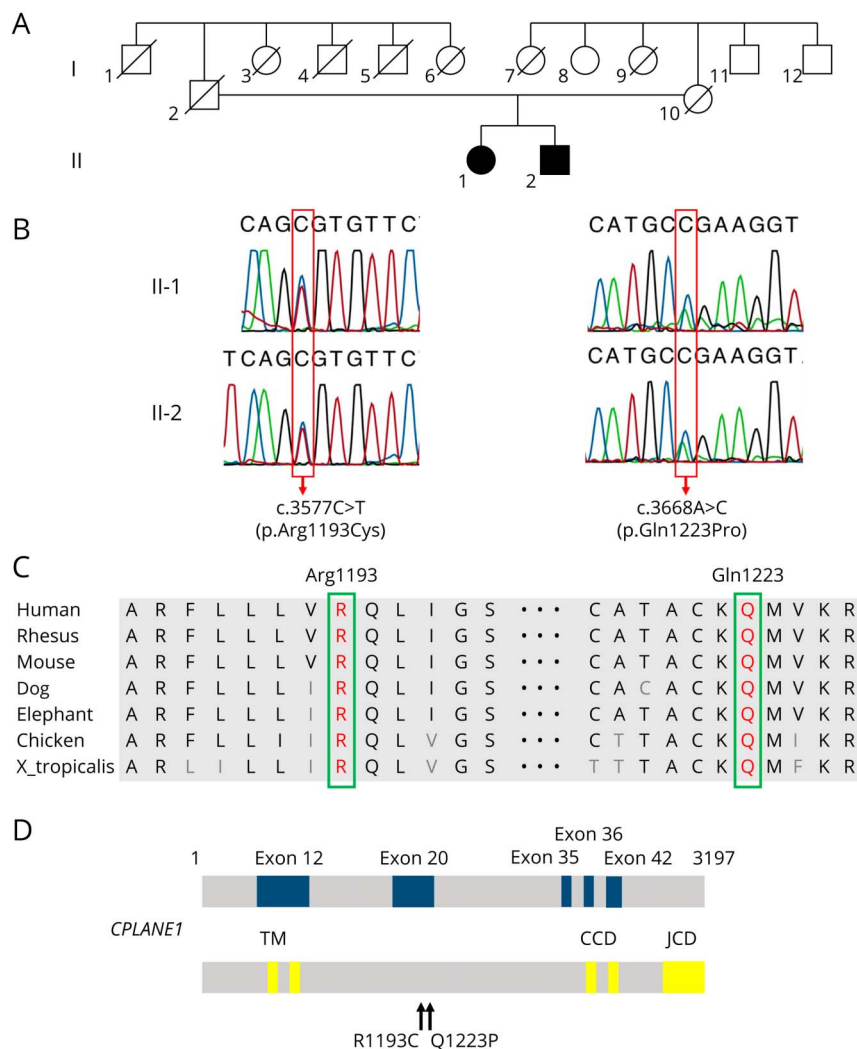 A
I
1
2
3
4
5
6
7
8
9
10
11
12
II
1
2
B
CAGCGTGTTC
CATGCCGAAGGT
II-1
TCAGCGTGTTC
CATGCCGAAGGT
II-2
c.3577C>T
(p.Arg1193Cys)
c.3668A>C
(p.Gln1223Pro)
C
Arg1193 Gln1223
Human A R F L L L V R Q L I G S ••• C A T A C K Q M V K R
Rhesus A R F L L L V R Q L I G S ••• C A T A C K Q M V K R
Mouse A R F L L L V R Q L I G S ••• C A T A C K Q M V K R
Dog A R F L L L I R Q L I G S ••• C A C A C K Q M V K R
Elephant A R F L L L I R Q L I G S ••• C A T A C K Q M V K R
Chicken A R F L L I I R Q L V G S ••• C T T A C K Q M I K R
X_tropicalis A R L I L L I R Q L V G S ••• T T T A C K Q M F K R
D
Exon 36
1 Exon 12 Exon 20 Exon 35 Exon 42 3197
CPLANE1
TM CCD JCD
R1193C Q1223P